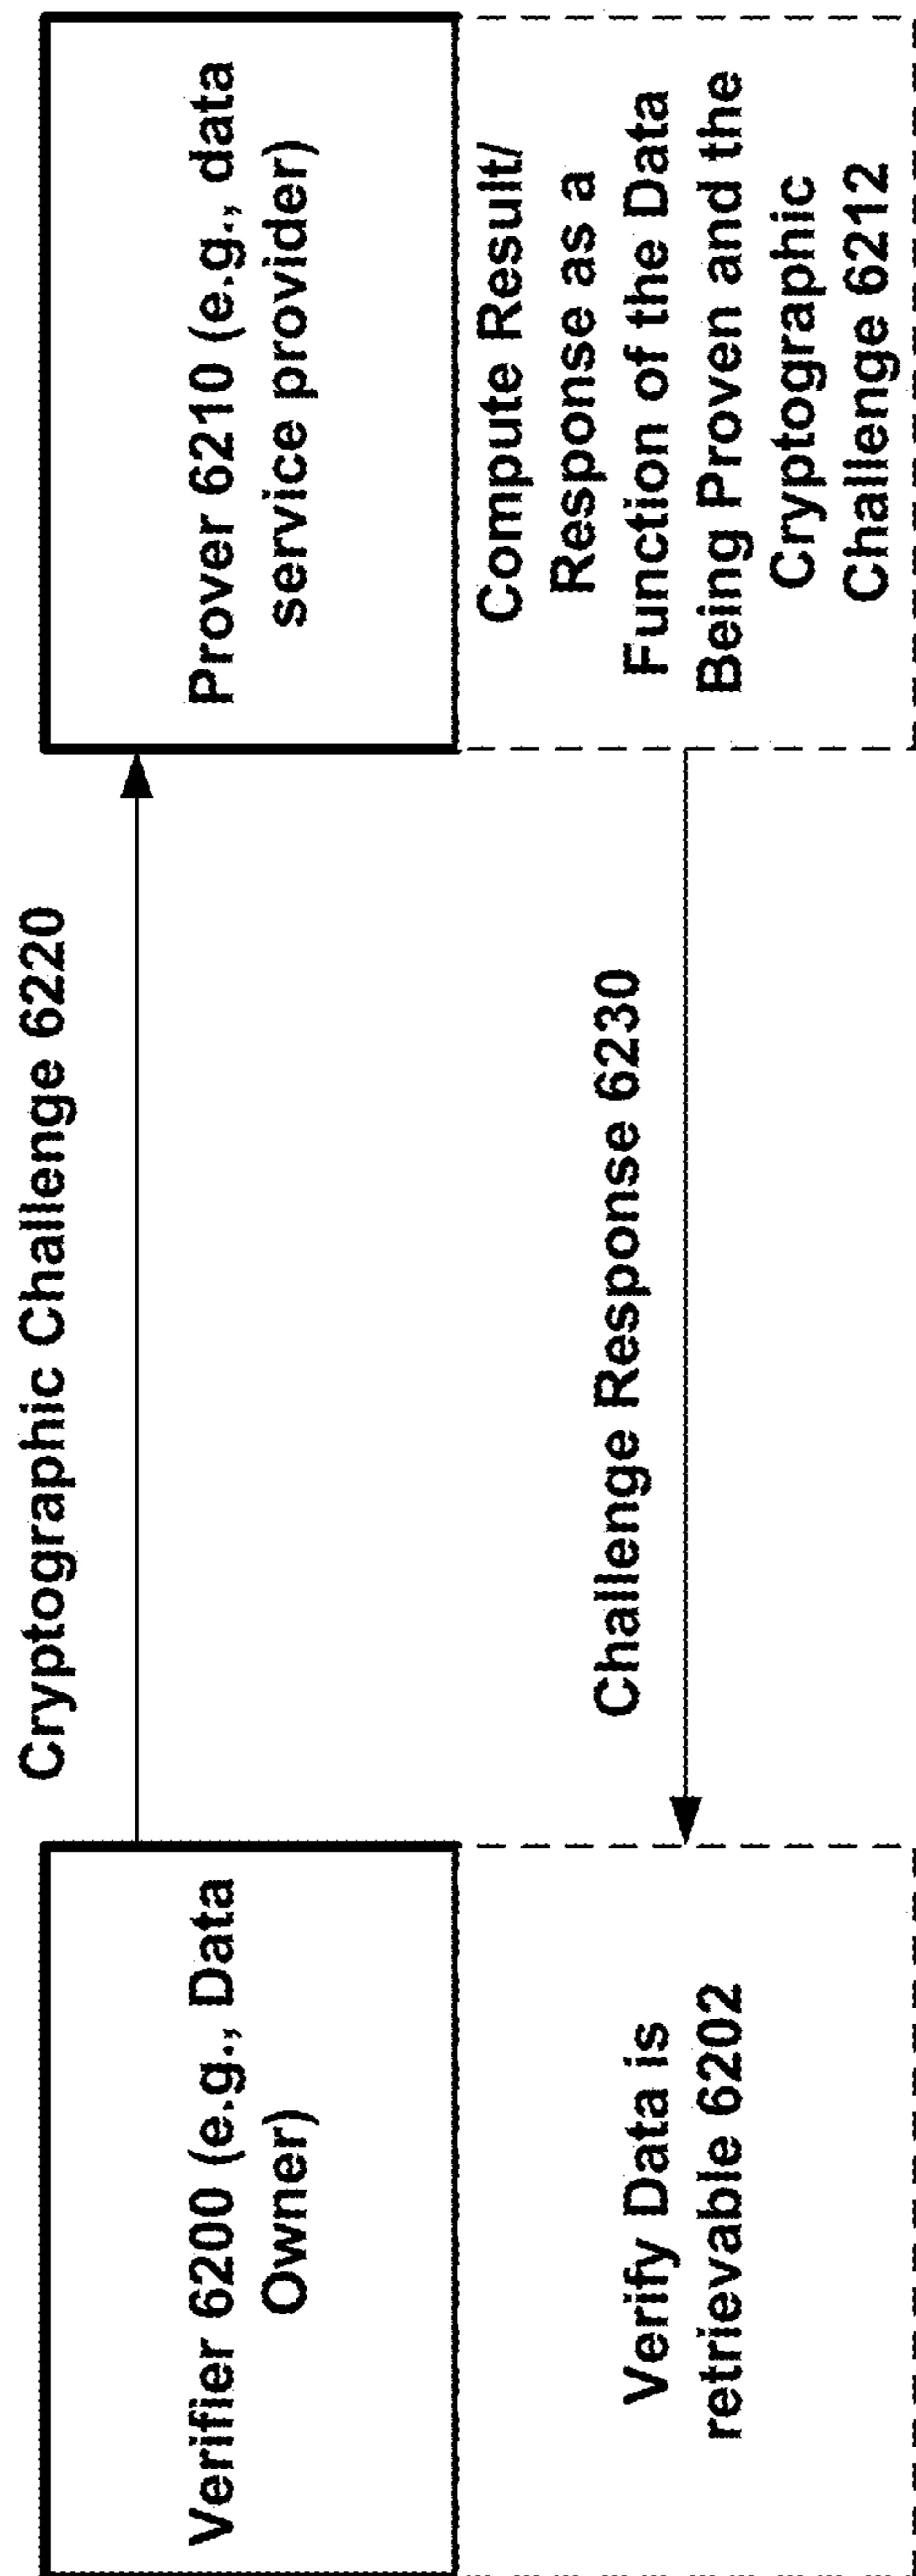 Verifier 6200 (e.g., Data
Owner)
Verify Data is
retrievable 6202
Cryptographic Challenge 6220
Challenge Response 6230
Prover 6210 (e.g., data
service provider)
Compute Result/
Response as a
Function of the Data
Being Proven and the
Cryptographic
Challenge 6212